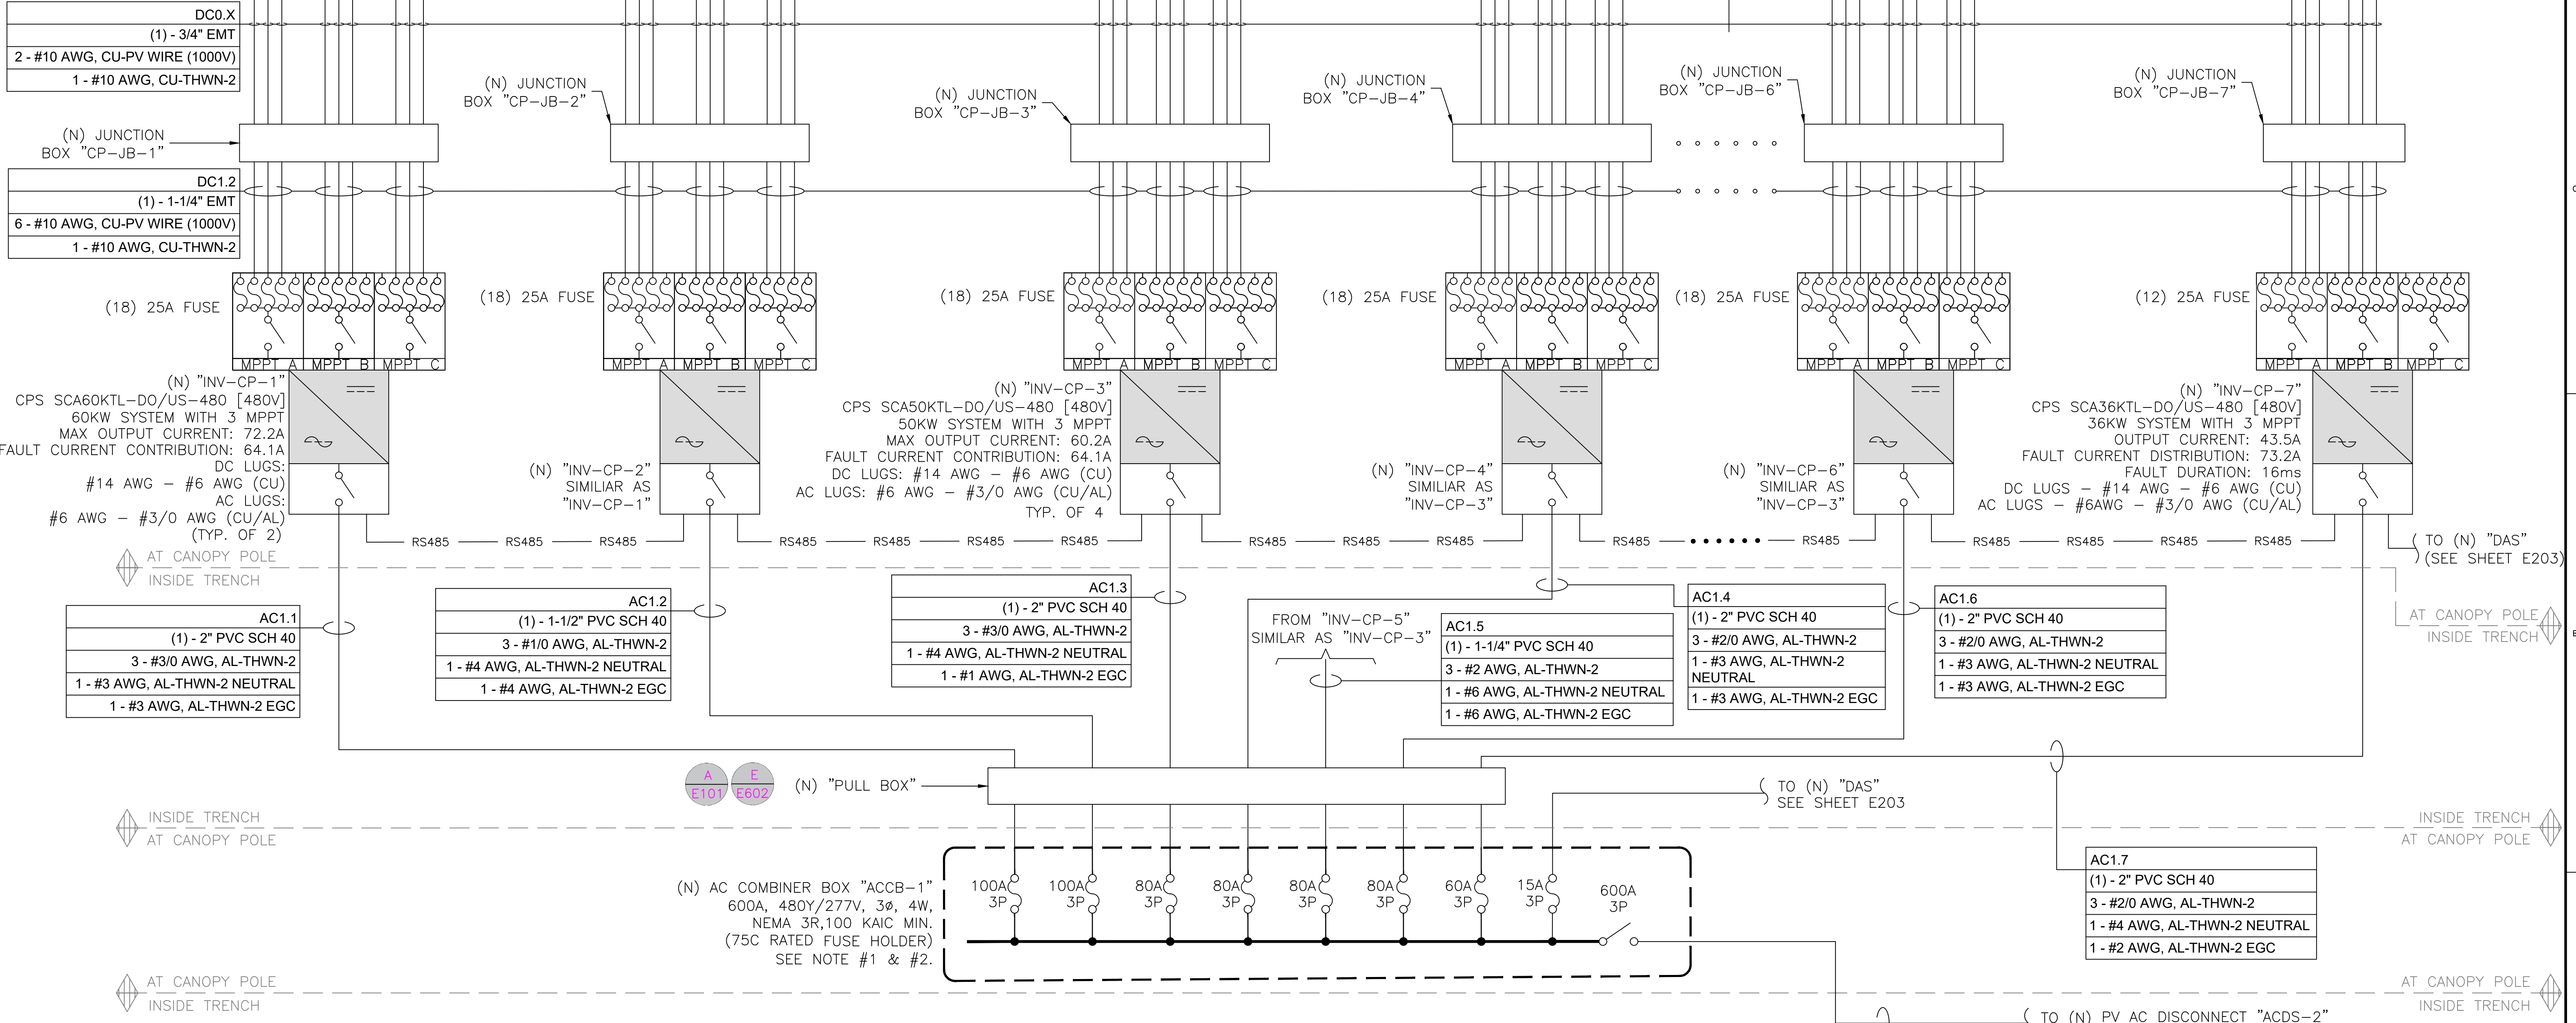 DC0.X
(1) - 3/4" EMT
2 - #10 AWG, CU-PV WIRE (1000V)
1 - #10 AWG, CU-THWN-2
(N) JUNCTION
BOX "CP-JB-1"
(N) JUNCTION
BOX "CP-JB-2"
(N) JUNCTION
BOX "CP-JB-3"
(N) JUNCTION
BOX "CP-JB-4"
(N) JUNCTION
BOX "CP-JB-6"
(N) JUNCTION
BOX "CP-JB-7"
DC1.2
(1) - 1-1/4" EMT
6 - #10 AWG, CU-PV WIRE (1000V)
1 - #10 AWG, CU-THWN-2
(18) 25A FUSE
(18) 25A FUSE
(18) 25A FUSE
(18) 25A FUSE
(18) 25A FUSE
(12) 25A FUSE
MPPT A MPPT B MPPT C
MPPT A MPPT B MPPT C
MPPT A MPPT B MPPT C
MPPT A MPPT B MPPT C
MPPT A MPPT B MPPT C
MPPT A MPPT B MPPT C
(N) "INV-CP-1"
CPS SCA60KTL-DO/US-480 [480V]
60KW SYSTEM WITH 3 MPPT
MAX OUTPUT CURRENT: 72.2A
FAULT CURRENT CONTRIBUTION: 64.1A
DC LUGS:
#14 AWG - #6 AWG (CU)
AC LUGS:
#6 AWG - #3/0 AWG (CU/AL)
(TYP. OF 2)
(N) "INV-CP-2"
SIMILIAR AS
"INV-CP-1"
(N) "INV-CP-3"
CPS SCA50KTL-DO/US-480 [480V]
50KW SYSTEM WITH 3 MPPT
MAX OUTPUT CURRENT: 60.2A
FAULT CURRENT CONTRIBUTION: 64.1A
DC LUGS: #14 AWG - #6 AWG (CU)
AC LUGS: #6 AWG - #3/0 AWG (CU/AL)
TYP. OF 4
(N) "INV-CP-4"
SIMILIAR AS
"INV-CP-3"
(N) "INV-CP-6"
SIMILIAR AS
"INV-CP-3"
(N) "INV-CP-7"
CPS SCA36KTL-DO/US-480 [480V]
36KW SYSTEM WITH 3 MPPT
OUTPUT CURRENT: 43.5A
FAULT CURRENT DISTRIBUTION: 73.2A
FAULT DURATION: 16ms
DC LUGS - #14 AWG - #6 AWG (CU)
AC LUGS - #6AWG - #3/0 AWG (CU/AL)
RS485 RS485 RS485 RS485 RS485 RS485 RS485 RS485 RS485 RS485 RS485 RS485 RS485 RS485 RS485 RS485
TO (N) "DAS"
(SEE SHEET E203)
AT CANOPY POLE
INSIDE TRENCH
AC1.1
(1) - 2" PVC SCH 40
3 - #3/0 AWG, AL-THWN-2
1 - #3 AWG, AL-THWN-2 NEUTRAL
1 - #3 AWG, AL-THWN-2 EGC
AC1.2
(1) - 1-1/2" PVC SCH 40
3 - #1/0 AWG, AL-THWN-2
1 - #4 AWG, AL-THWN-2 NEUTRAL
1 - #4 AWG, AL-THWN-2 EGC
AC1.3
(1) - 2" PVC SCH 40
3 - #3/0 AWG, AL-THWN-2
1 - #4 AWG, AL-THWN-2 NEUTRAL
1 - #1 AWG, AL-THWN-2 EGC
FROM "INV-CP-5"
SIMILAR AS "INV-CP-3"
AC1.5
(1) - 1-1/4" PVC SCH 40
3 - #2 AWG, AL-THWN-2
1 - #6 AWG, AL-THWN-2 NEUTRAL
1 - #6 AWG, AL-THWN-2 EGC
AC1.4
(1) - 2" PVC SCH 40
3 - #2/0 AWG, AL-THWN-2
1 - #3 AWG, AL-THWN-2
NEUTRAL
1 - #3 AWG, AL-THWN-2 EGC
AC1.6
(1) - 2" PVC SCH 40
3 - #2/0 AWG, AL-THWN-2
1 - #3 AWG, AL-THWN-2 NEUTRAL
1 - #3 AWG, AL-THWN-2 EGC
AT CANOPY POLE
INSIDE TRENCH
A
E101
E
E602
(N) "PULL BOX"
TO (N) "DAS"
SEE SHEET E203
INSIDE TRENCH
AT CANOPY POLE
INSIDE TRENCH
AT CANOPY POLE
(N) AC COMBINER BOX "ACCB-1"
600A, 480Y/277V, 3ø, 4W,
NEMA 3R,100 KAIC MIN.
(75C RATED FUSE HOLDER)
SEE NOTE #1 & #2.
100A
3P
100A
3P
80A
3P
80A
3P
80A
3P
80A
3P
60A
3P
15A
3P
600A
3P
AC1.7
(1) - 2" PVC SCH 40
3 - #2/0 AWG, AL-THWN-2
1 - #4 AWG, AL-THWN-2 NEUTRAL
1 - #2 AWG, AL-THWN-2 EGC
AT CANOPY POLE
INSIDE TRENCH
AT CANOPY POLE
INSIDE TRENCH
TO (N) PV AC DISCONNECT "ACDS-2"